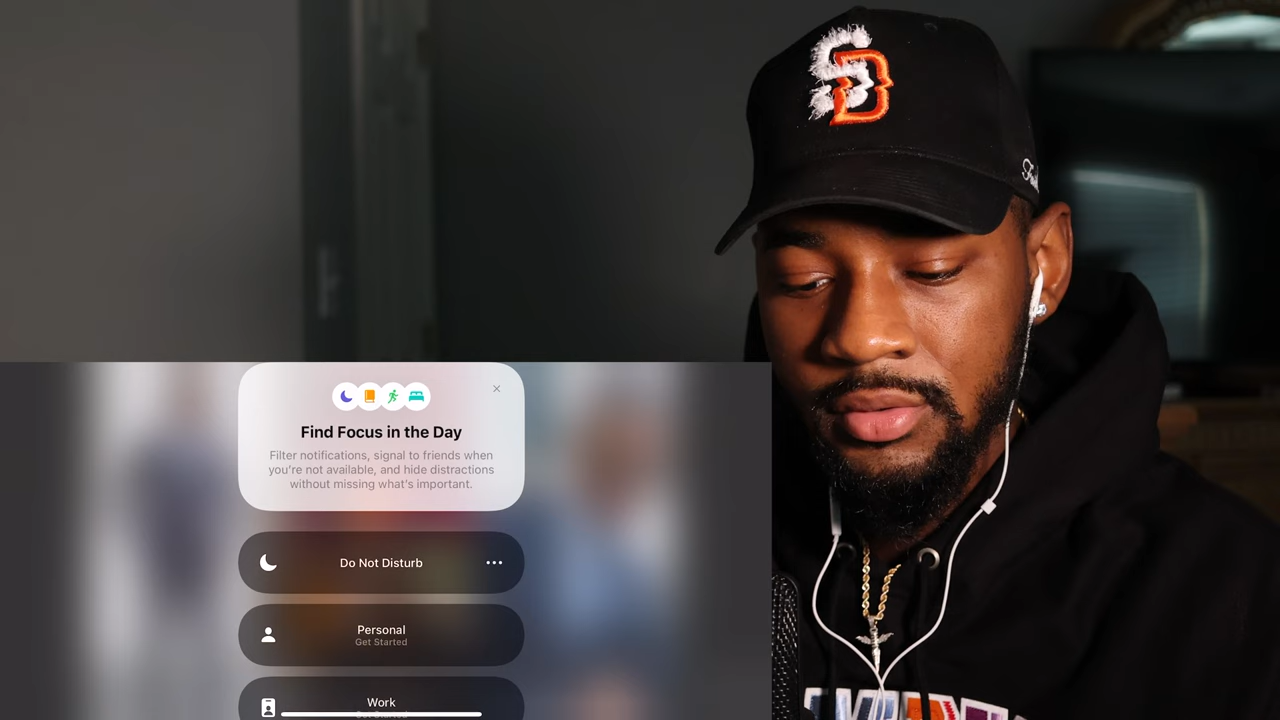 SD
Find Focus in the Day
Filter notifications, signal to friends when
you're not available, and hide distractions
without missing what's important.
Do Not Disturb
Personal
Get Started
Work